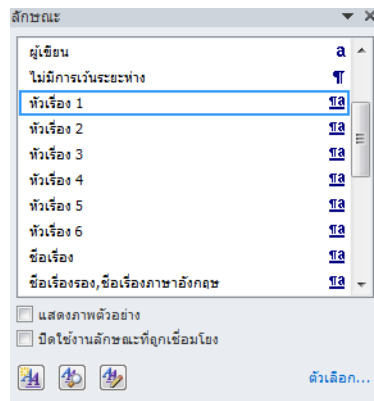 ลักษณะ
ผู้เขียน a
ไม่มีการเว้นระยะห่าง ¶
หัวเรื่อง 1 ¶a
หัวเรื่อง 2 ¶a
หัวเรื่อง 3 ¶a
หัวเรื่อง 4 ¶a
หัวเรื่อง 5 ¶a
หัวเรื่อง 6 ¶a
ชื่อเรื่อง ¶a
ชื่อเรื่องรอง,ชื่อเรื่องภาษาอังกฤษ ¶a
แสดงภาพตัวอย่าง
ปิดใช้งานลักษณะที่ถูกเชื่อมโยง
ตัวเลือก...